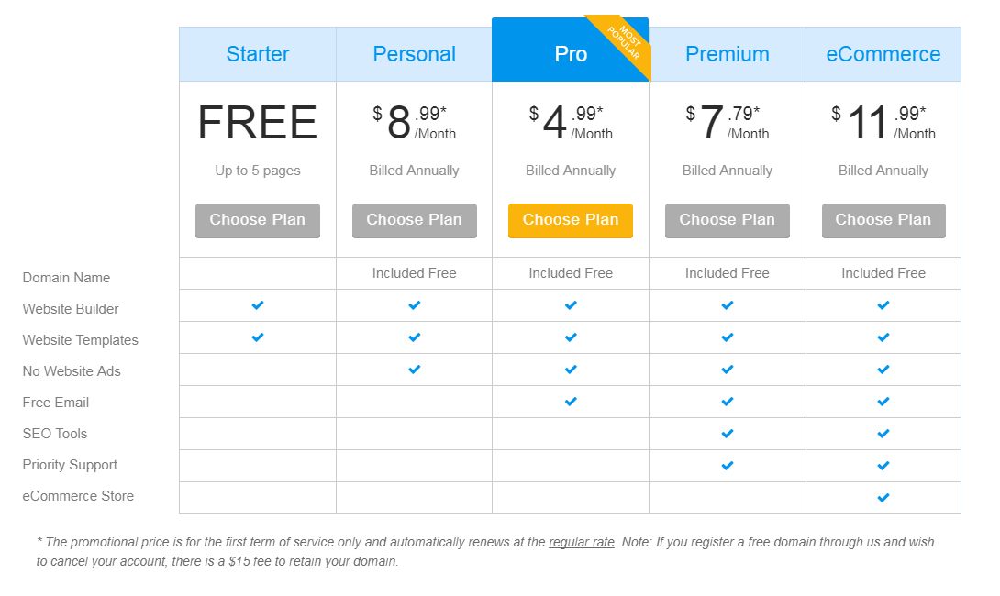 Starter Personal Pro MOST POPULAR Premium eCommerce
FREE $8.99* /Month $4.99* /Month $7.79* /Month $11.99* /Month
Up to 5 pages Billed Annually Billed Annually Billed Annually Billed Annually
Choose Plan Choose Plan Choose Plan Choose Plan Choose Plan
Domain Name Included Free Included Free Included Free Included Free
Website Builder
Website Templates
No Website Ads
Free Email
SEO Tools
Priority Support
eCommerce Store
* The promotional price is for the first term of service only and automatically renews at the regular rate. Note: If you register a free domain through us and wish
to cancel your account, there is a $15 fee to retain your domain.